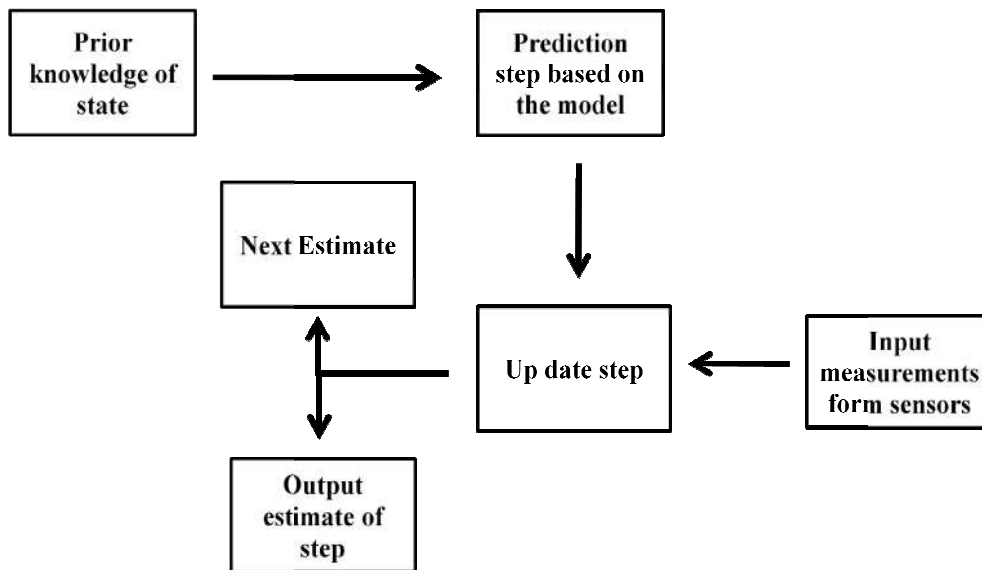 Prior
knowledge of
state
Prediction
step based on
the model
Next Estimate
Up date step
Input
measurements
form sensors
Output
estimate of
step